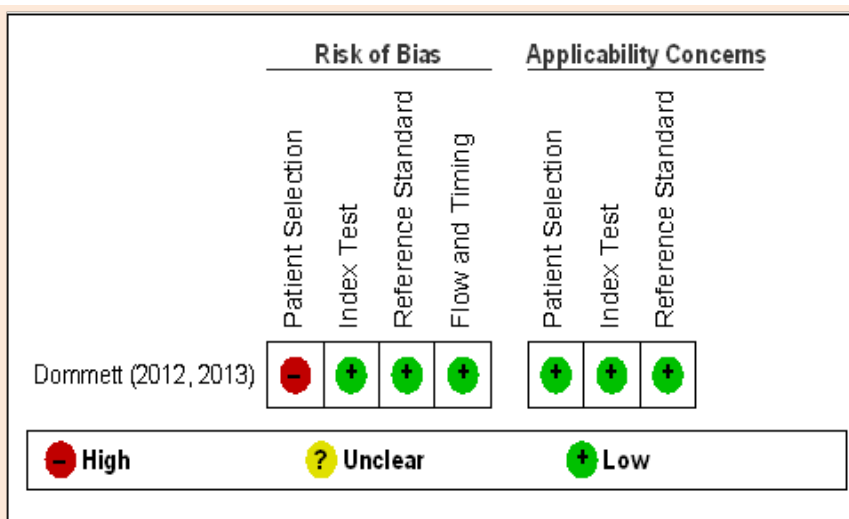 Risk of Bias
Applicability Concerns
Patient Selection
Index Test
Reference Standard
Flow and Timing
Patient Selection
Index Test
Reference Standard
Dommett (2012, 2013)
- + + + + + +
- High ? Unclear + Low